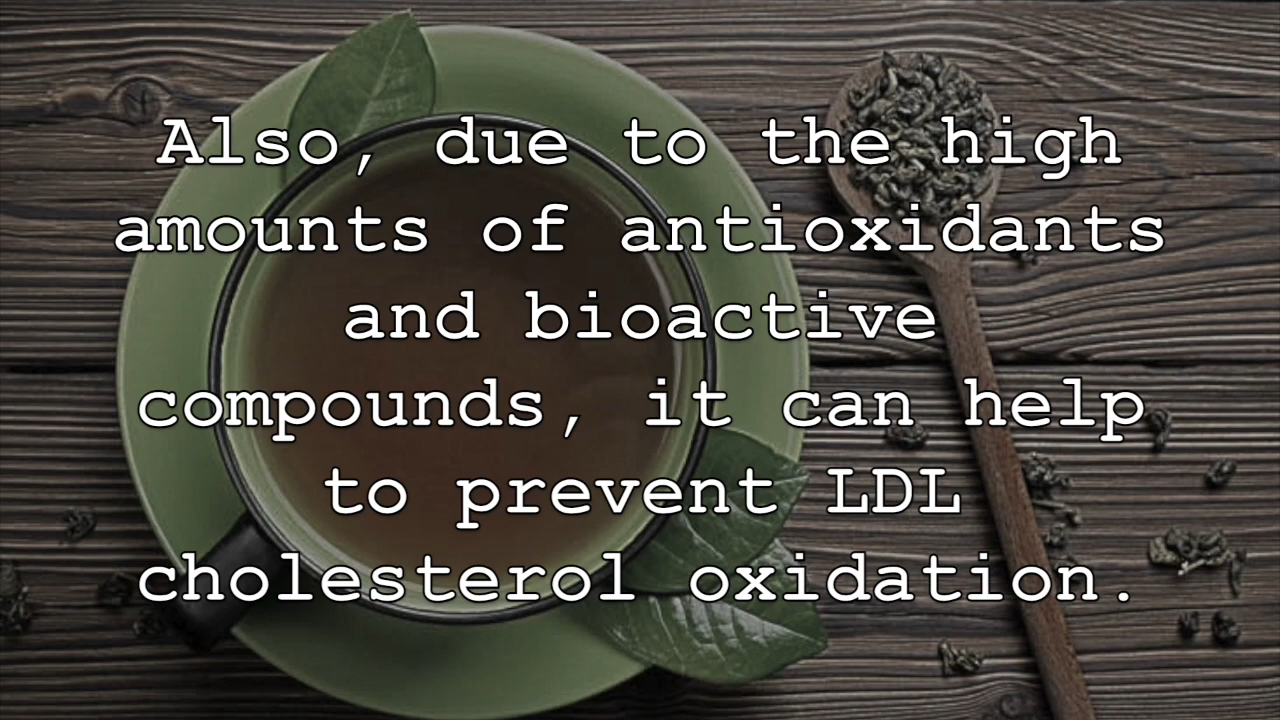 Also, due to the high
amounts of antioxidants
and bioactive
compounds, it can help
to prevent LDL
cholesterol oxidation.